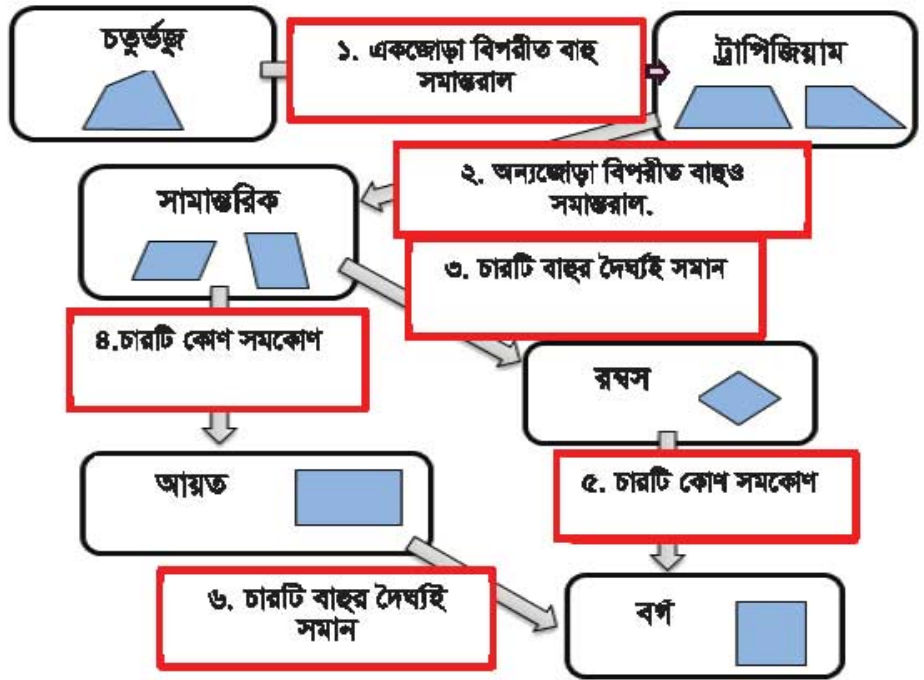 চতুর্ভুজ
১. একজোড়া বিপরীত বাহু
সমান্তরাল
ট্রাপিজিয়াম
২. অন্যজোড়া বিপরীত বাহুও
সমান্তরাল.
সামান্তরিক
৩. চারটি বাহুর দৈর্ঘ্যই সমান
৪.চারটি কোণ সমকোণ
রম্বস
আয়ত
৫. চারটি কোণ সমকোণ
৬. চারটি বাহুর দৈর্ঘ্যই
সমান
বর্গ